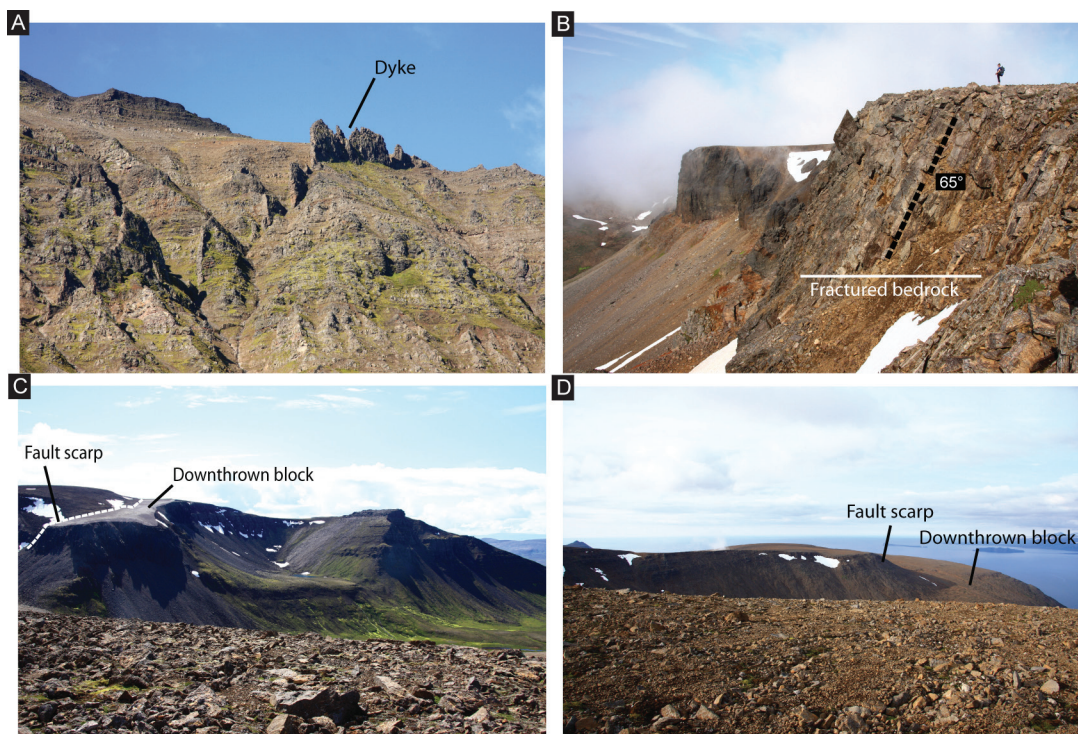 A
Dyke
B
65°
Fractured bedrock
C
Fault scarp
Downthrown block
D
Fault scarp
Downthrown block